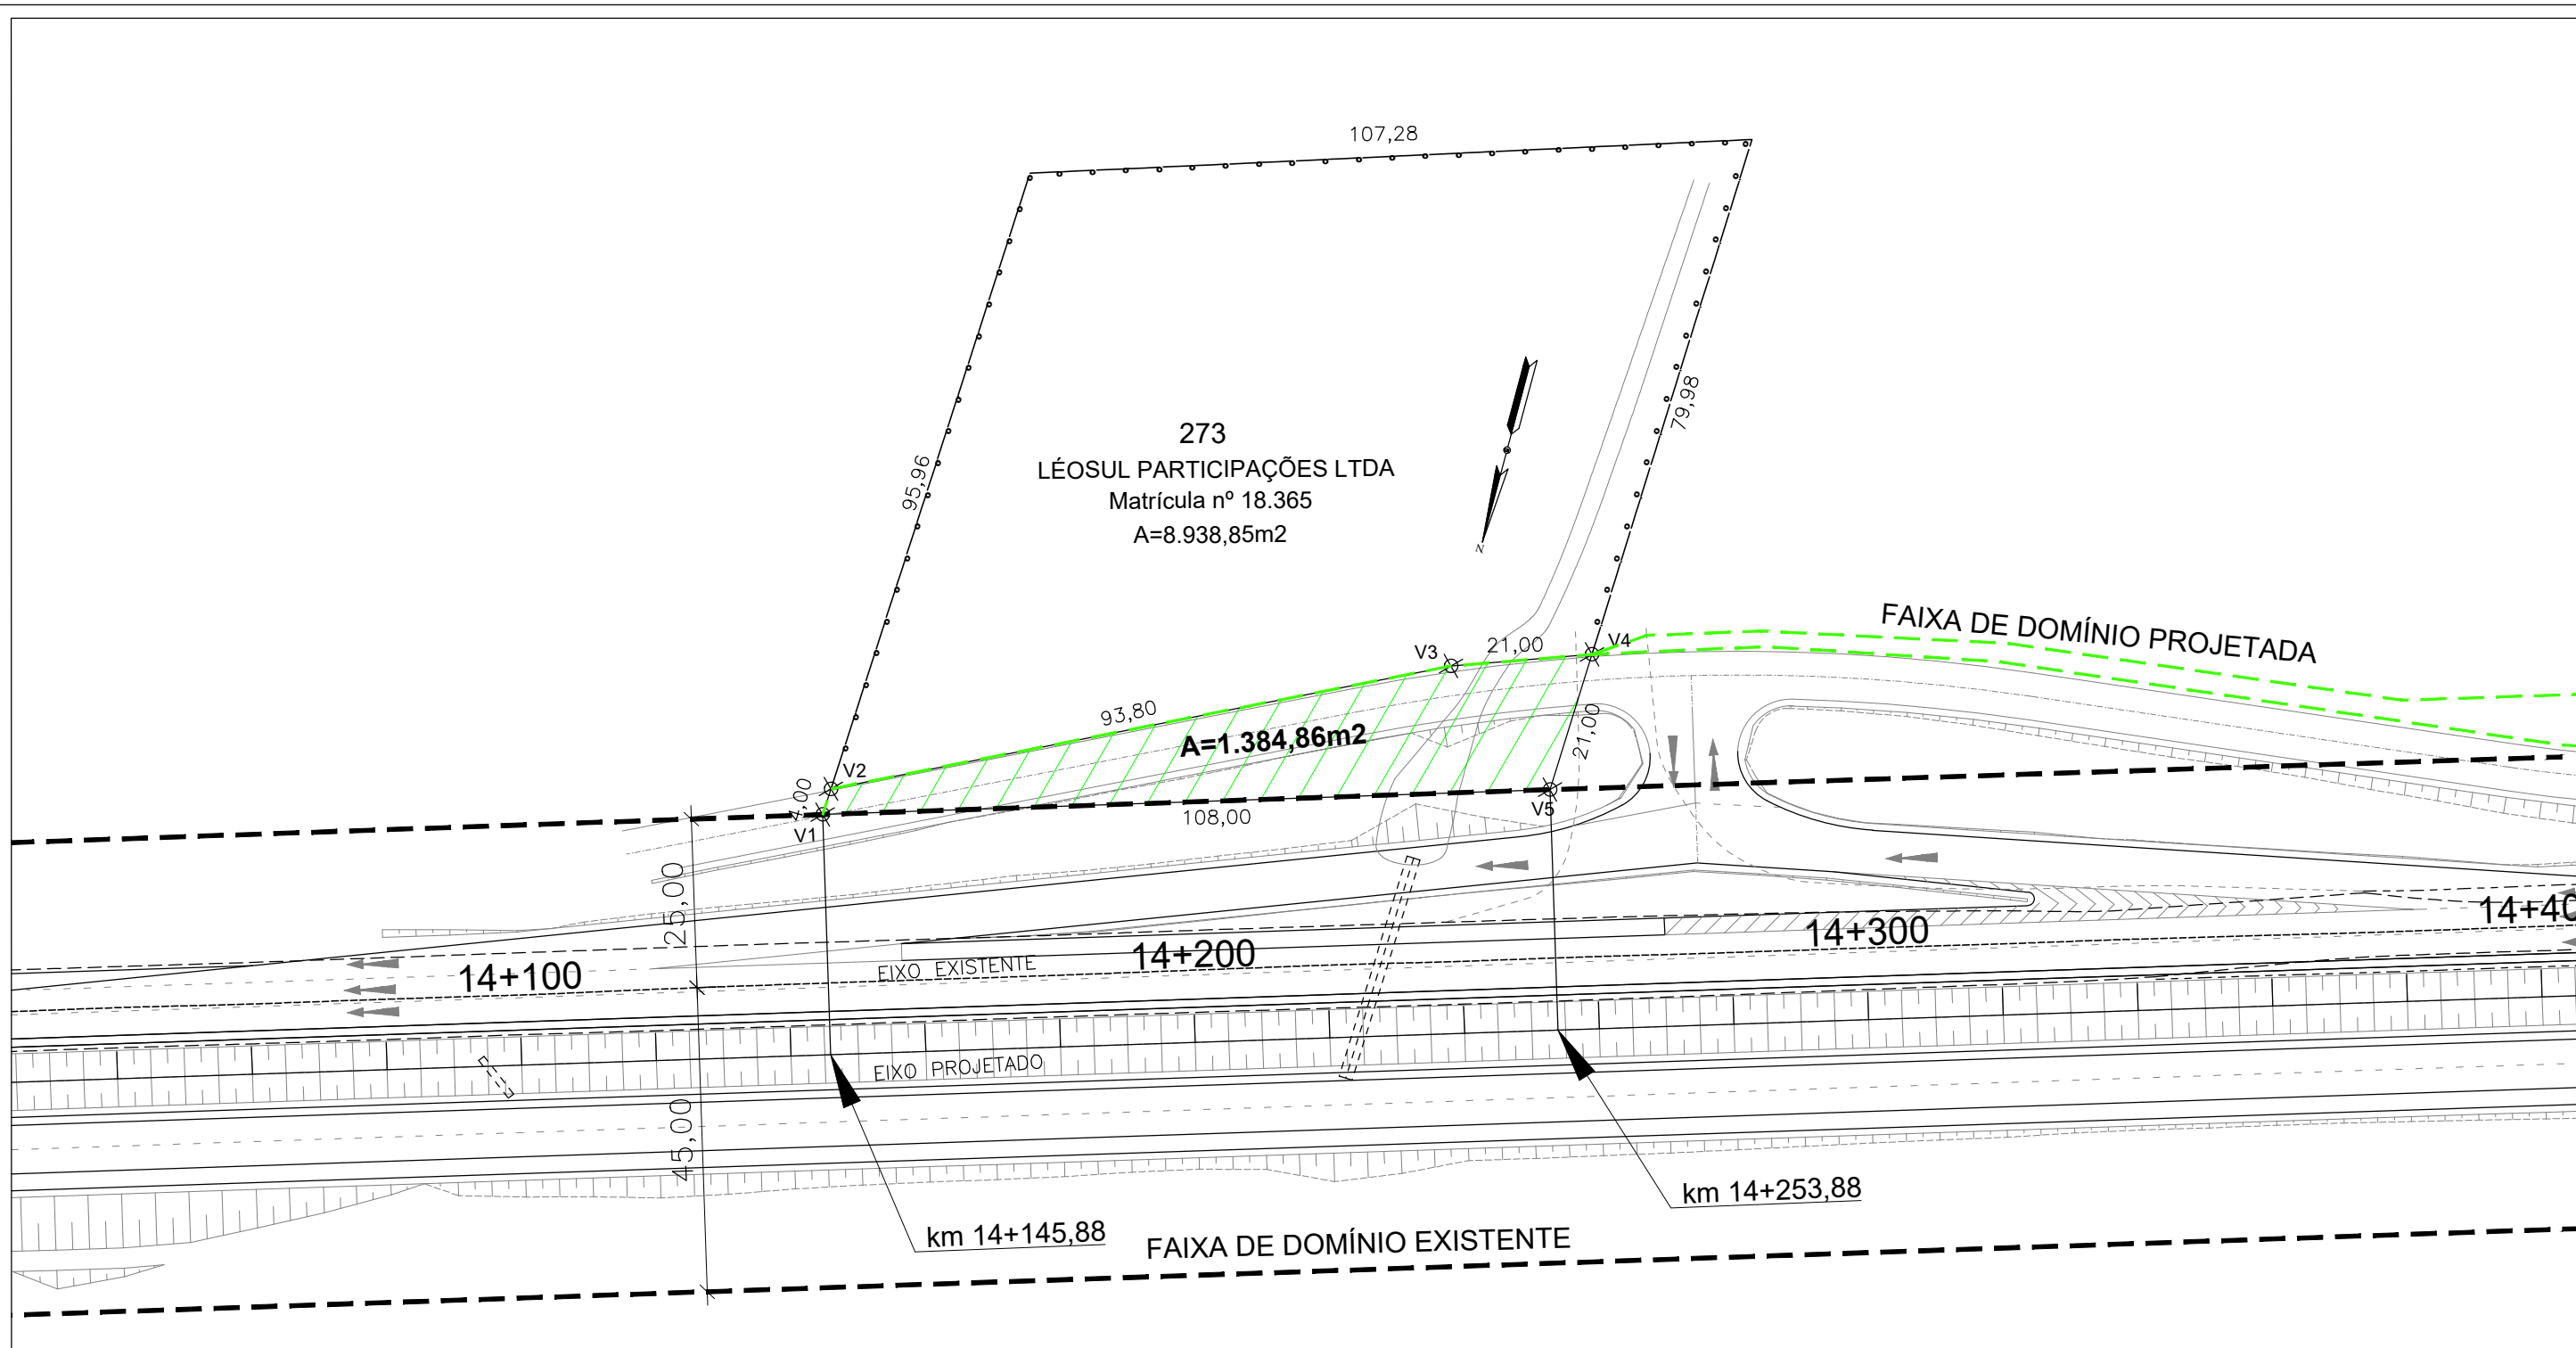 107,28
79,98
95,96
273
LÉOSUL PARTICIPAÇÕES LTDA
Matrícula nº 18.365
A=8.938,85m2
N
FAIXA DE DOMÍNIO PROJETADA
V3
21,00
V4
93,80
A=1.384,86m2
21,00
V2
4,00
V1
108,00
V5
25,00
14+100
EIXO EXISTENTE
14+200
14+300
14+40
EIXO PROJETADO
45,00
km 14+145,88
km 14+253,88
FAIXA DE DOMÍNIO EXISTENTE